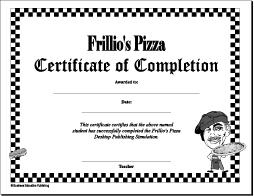 Frillio's Pizza
Certificate of Completion
Awarded to:
Date:
This certificate certifies that the above named
student has successfully completed the Frillio's Pizza
Desktop Publishing Simulation.
Teacher
© Business Education Publishing